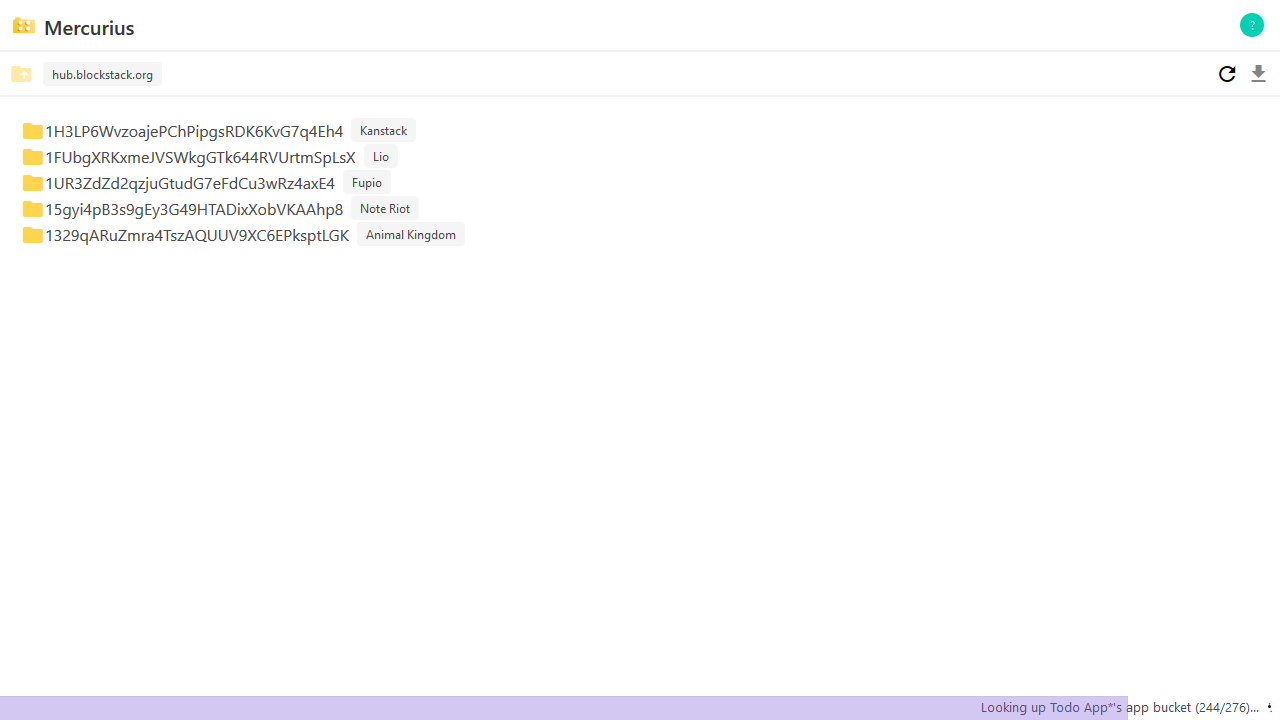 Mercurius
?
hub.blockstack.org
1H3LP6WvzoajePChPipgsRDK6KvG7q4Eh4 Kanstack
1FUbgXRKxmeJVSWkgGTk644RVUrtmSpLsX Lio
1UR3ZdZd2qzjuGtudG7eFdCu3wRz4axE4 Fupio
15gyi4pB3s9gEy3G49HTADixXobVKAAhp8 Note Riot
1329qARuZmra4TszAQUUV9XC6EPksptLGK Animal Kingdom
Looking up Todo App*'s app bucket (244/276)...